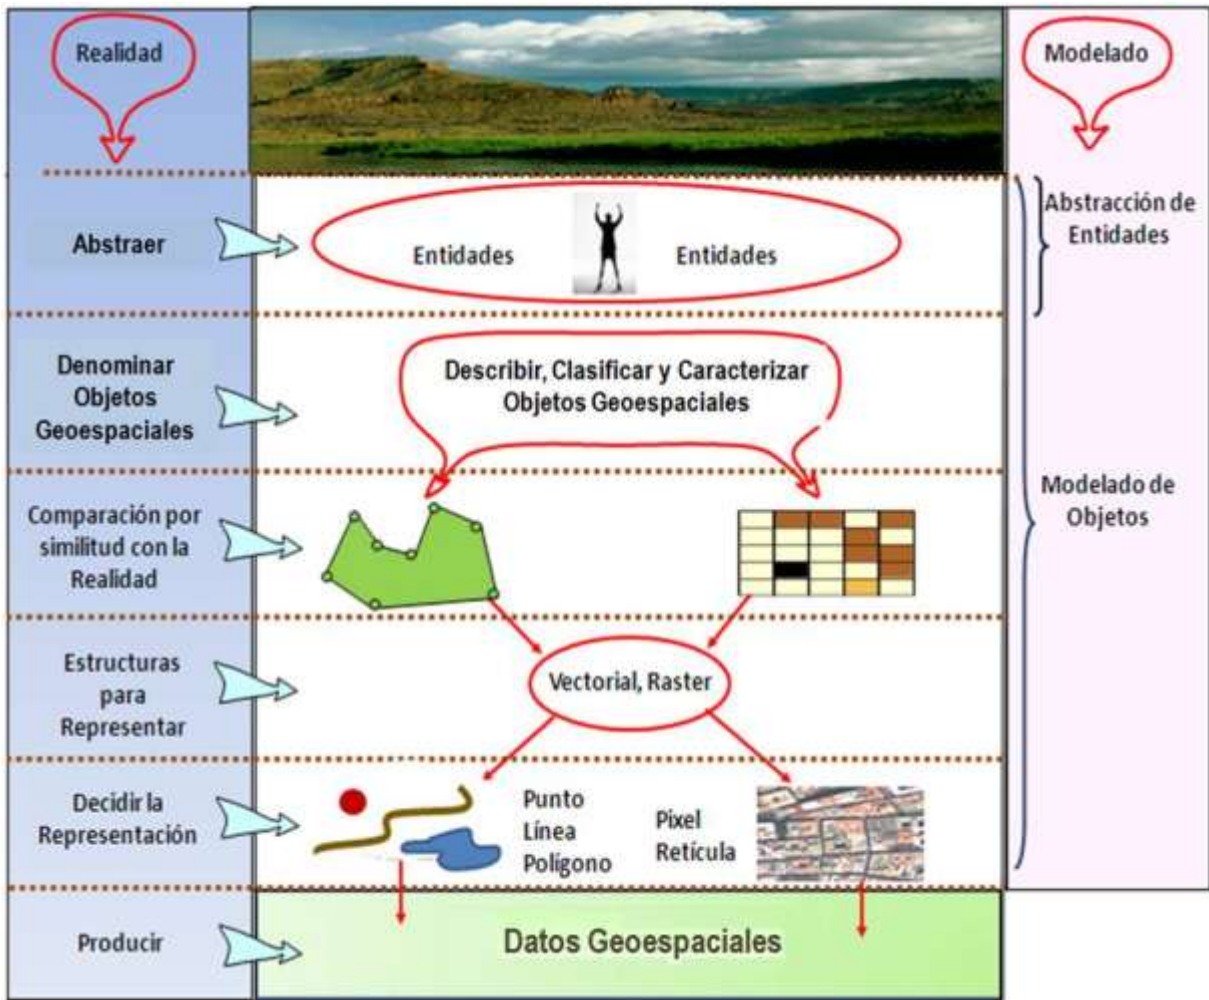 Realidad
Modelado
Abstraer
Entidades
Entidades
Abstracción de
Entidades
Denominar
Objetos
Geoespaciales
Describir, Clasificar y Caracterizar
Objetos Geoespaciales
Comparación por
similitud con la
Realidad
Modelado de
Objetos
Estructuras
para
Representar
Vectorial, Raster
Decidir la
Representación
Punto
Línea
Polígono
Pixel
Retícula
Producir
Datos Geoespaciales